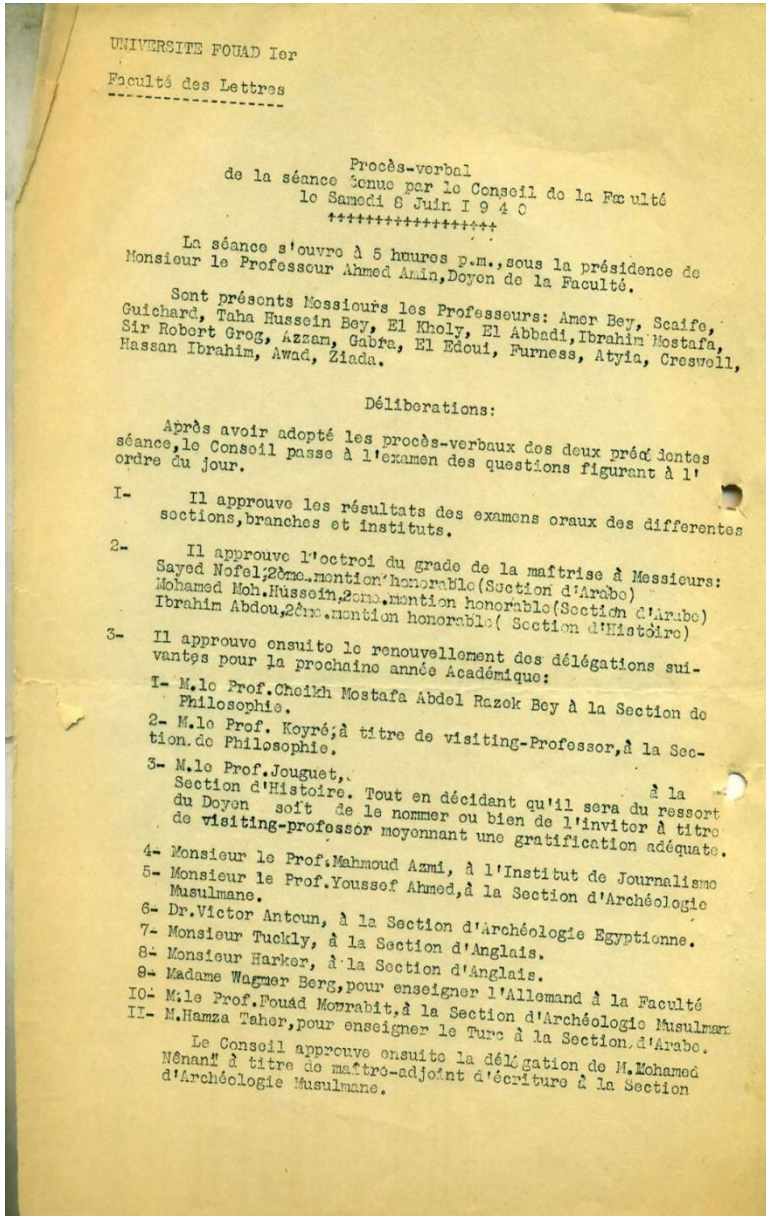 UNIVERSITE FOUAD Ier
Faculté des Lettres
-------------------
Procès-verbal
de la séance tenue par le Conseil de la Faculté
le Samedi 8 Juin I 9 4 0
++++++++++++++++++
La séance s'ouvre à 5 heures p.m.,sous la présidence de
Monsieur le Professeur Ahmed Amin,Doyen de la Faculté.
Sont présents Messieurs les Professeurs: Amer Bey, Scaife,
Guichard, Taha Hussein Bey, El Kholy, El Abbadi,Ibrahim Mostafa,
Sir Robert Greg, Azzam, Gabra, El Edoui, Furness, Atyia, Creswell,
Hassan Ibrahim, Awad, Ziada.
Déliberations:
Après avoir adopté les procès-verbaux des deux précédentes
séance,le Conseil passe à l'examen des questions figurant à l'
ordre du jour.
I- Il approuve les résultats des examens oraux des differentes
sections,branches et instituts.
2- Il approuve l'octroi du grade de la maîtrise à Messieurs:
Sayed Nofel;2ème.mention honorable(Section d'Arabe)
Mohamed Moh.Hussein,2ème.mention honorable(Section d'Arabe)
Ibrahim Abdou,2ème.mention honorable( Section d'Histoire)
3- Il approuve ensuite le renouvellement des délégations sui-
vantes pour la prochaine année Académique:
I- M.le Prof.Cheikh Mostafa Abdel Razek Bey à la Section de
Philosophie.
2- M.le Prof. Koyré;à titre de visiting-Professor,à la Sec-
tion.de Philosophie.
3- M.le Prof.Jouguet, à la
Section d'Histoire. Tout en décidant qu'il sera du ressort
du Doyen soit de le nommer ou bien de l'inviter à titre
de visiting-professor moyennant une gratification adéquate.
4- Monsieur le Prof.Mahmoud Azmi, à l'Institut de Journalisme
5- Monsieur le Prof.Youssef Ahmed,à la Section d'Archéologie
Musulmane.
6- Dr.Victor Antoun, à la Section d'Archéologie Egyptienne.
7- Monsieur Tuckly, à la Section d'Anglais.
8- Monsieur Harker, à la Section d'Anglais.
9- Madame Wagner Berg,pour enseigner l'Allemand à la Faculté
I0- M.le Prof.Fouad Mourabit,à la Section d'Archéologie Musulmane
II- M.Hamza Taher,pour enseigner le Turc à la Section.d'Arabe.
Le Conseil approuve ensuite la délégation de M.Mohamed
à titre de maître-adjoint d'écriture à la Section
d'Archéologie Musulmane.